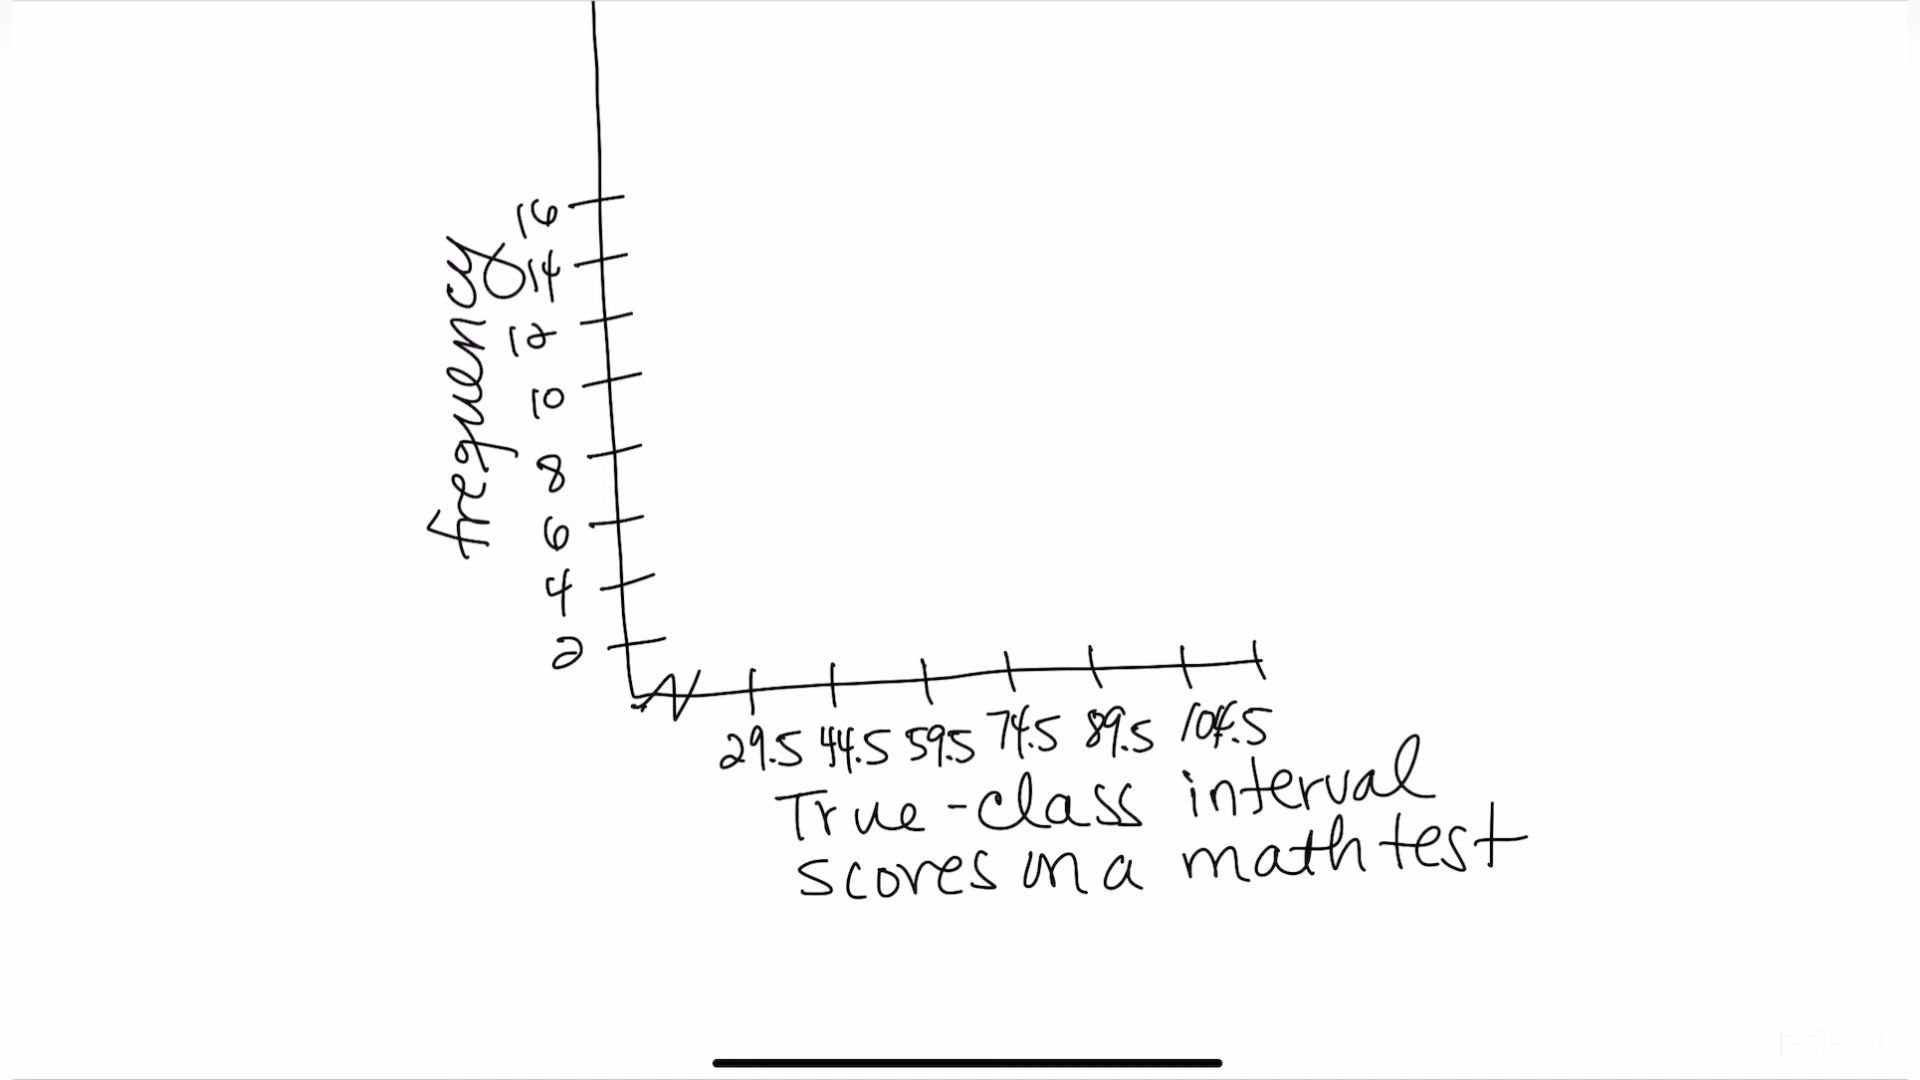 frequency
16
14
12
10
8
6
4
2
29.5 44.5 59.5 74.5 89.5 104.5
True-class interval
scores on a math test